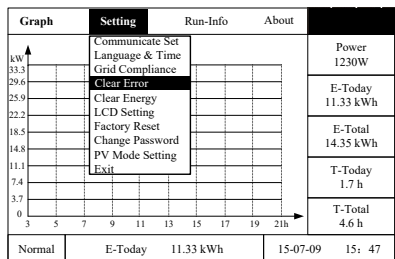 Graph Setting Run-Info About
Communicate Set
Language & Time
Grid Compliance
Clear Error
Clear Energy
LCD Setting
Factory Reset
Change Password
PV Mode Setting
Exit
kW
33.3
29.6
25.9
22.2
18.5
14.8
11.1
7.4
3.7
0
3 5 7 9 11 13 15 17 19 21h
Power
1230W
E-Today
11.33 kWh
E-Total
14.35 kWh
T-Today
1.7 h
T-Total
4.6 h
Normal E-Today 11.33 kWh 15-07-09 15: 47